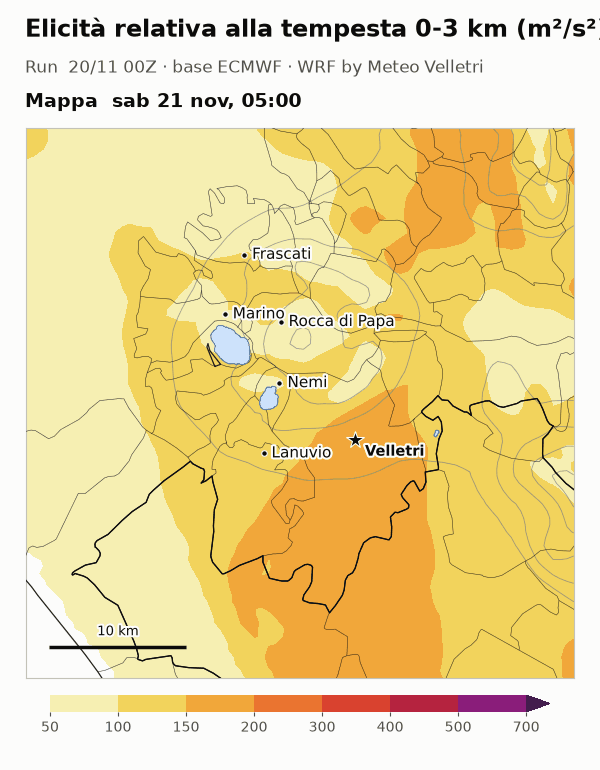 Elicità relativa alla tempesta 0-3 km (m²/s²)
Run  20/11 00Z · base ECMWF · WRF by Meteo Velletri
Mappa  sab 21 nov, 05:00
Frascati
Marino
Rocca di Papa
Nemi
Velletri
Lanuvio
10 km
50 100 150 200 300 400 500 700